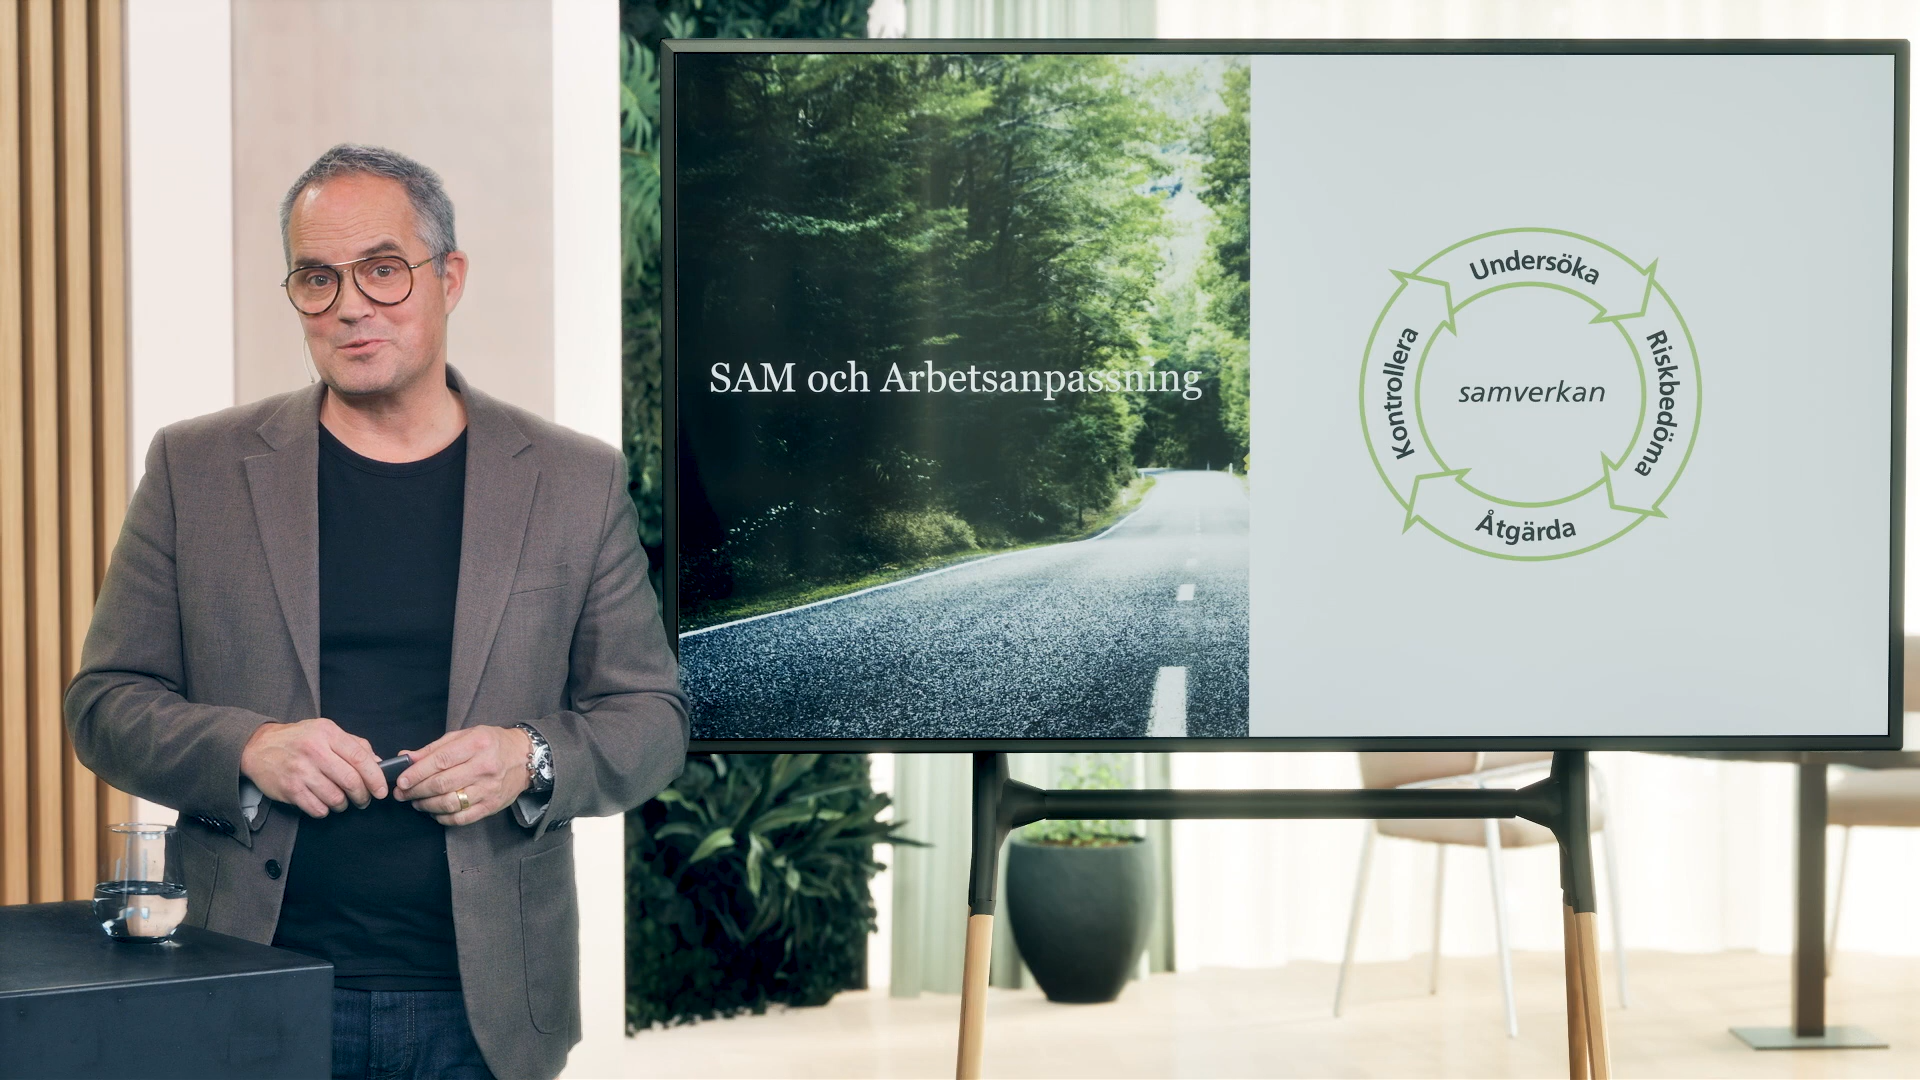 SAM och Arbetsanpassning
Undersöka
Riskbedöma
Åtgärda
Kontrollera
samverkan